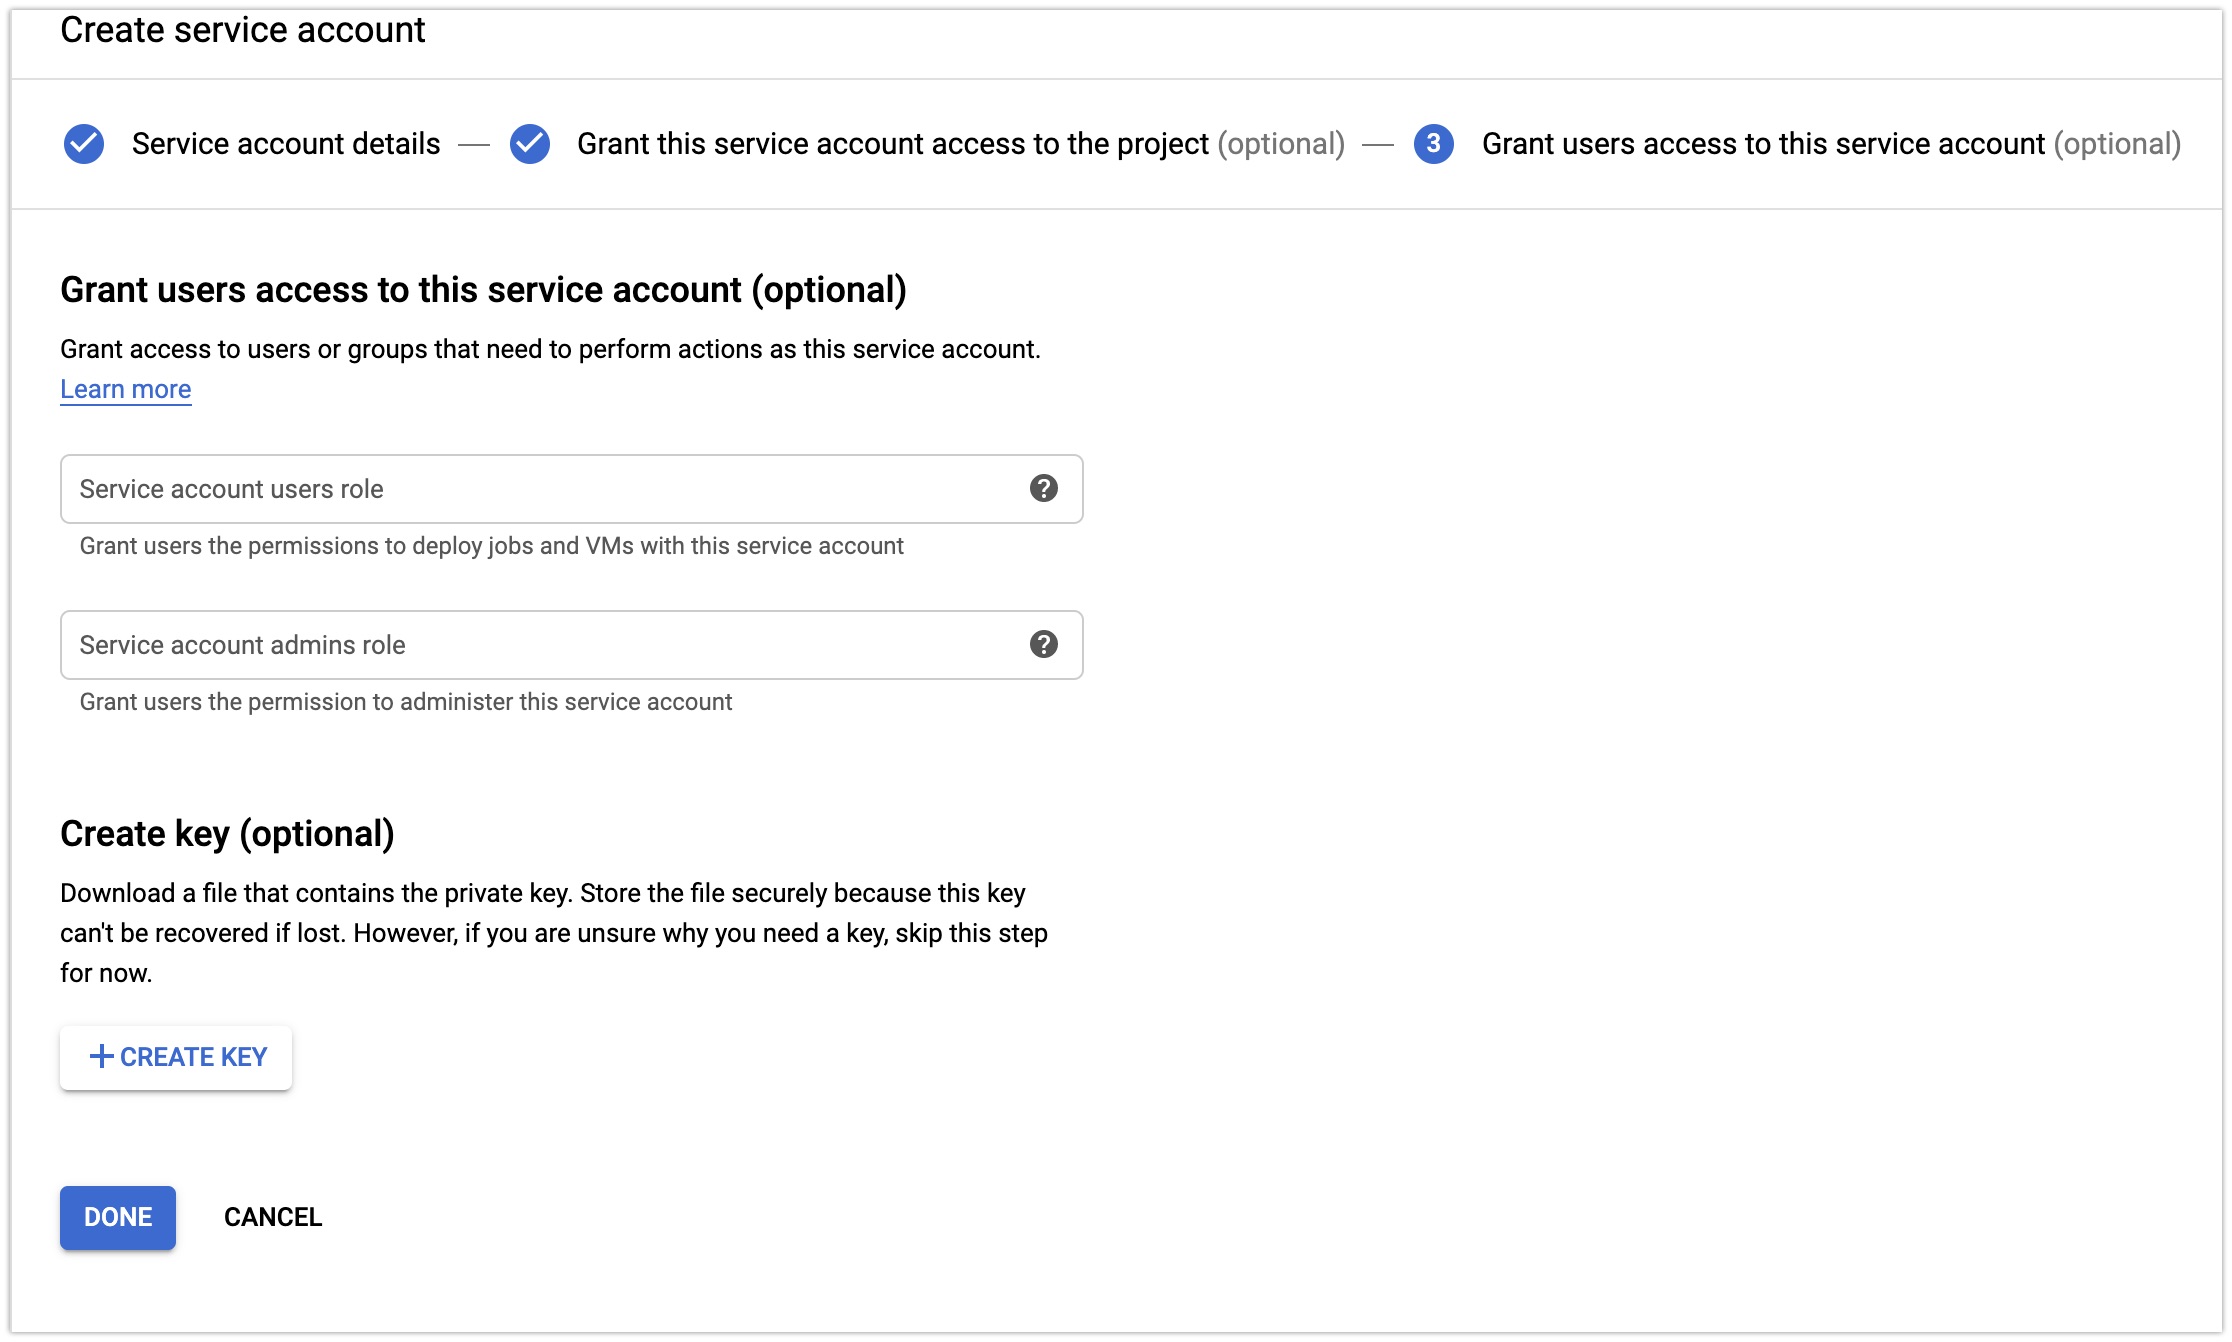 Create service account
Service account details — Grant this service account access to the project (optional) — 3 Grant users access to this service account (optional)
Grant users access to this service account (optional)
Grant access to users or groups that need to perform actions as this service account.
Learn more
Service account users role ?
Grant users the permissions to deploy jobs and VMs with this service account
Service account admins role ?
Grant users the permission to administer this service account
Create key (optional)
Download a file that contains the private key. Store the file securely because this key
can't be recovered if lost. However, if you are unsure why you need a key, skip this step
for now.
+ CREATE KEY
DONE CANCEL